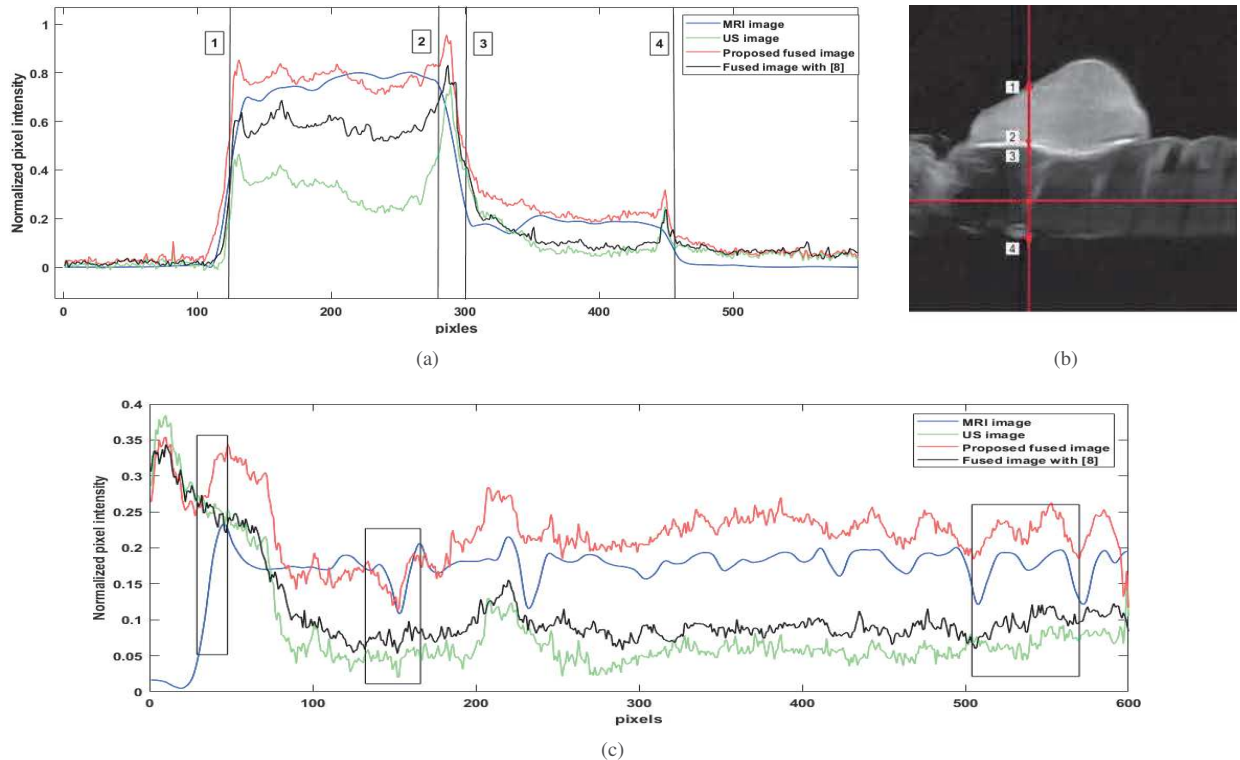 1
0.8
0.6
0.4
0.2
0
Normalized pixel intensity
1
2
3
4
MRI image
US image
Proposed fused image
Fused image with [8]
0
100
200
300
400
500
pixles
(a)
1
2
3
4
(b)
0.4
0.35
0.3
0.25
0.2
0.15
0.1
0.05
0
Normalized pixel intensity
MRI image
US image
Proposed fused image
Fused image with [8]
0
100
200
300
400
500
600
pixels
(c)